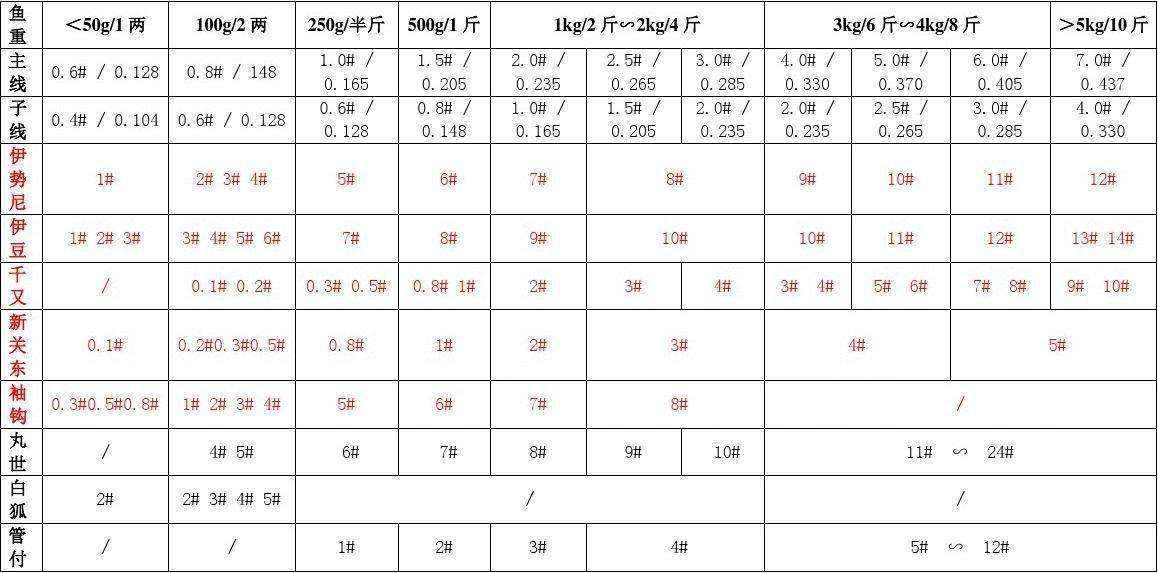 鱼重 ＜50g/1 两 100g/2 两 250g/半斤 500g/1 斤 1kg/2 斤∽2kg/4 斤 3kg/6 斤∽4kg/8 斤 ＞5kg/10 斤
主线 0.6# / 0.128 0.8# / 148 1.0# / 0.165 1.5# / 0.205 2.0# / 0.235 2.5# / 0.265 3.0# / 0.285 4.0# / 0.330 5.0# / 0.370 6.0# / 0.405 7.0# / 0.437
子线 0.4# / 0.104 0.6# / 0.128 0.6# / 0.128 0.8# / 0.148 1.0# / 0.165 1.5# / 0.205 2.0# / 0.235 2.0# / 0.235 2.5# / 0.265 3.0# / 0.285 4.0# / 0.330
伊势尼 1# 2# 3# 4# 5# 6# 7# 8# 9# 10# 11# 12#
伊豆 1# 2# 3# 3# 4# 5# 6# 7# 8# 9# 10# 10# 11# 12# 13# 14#
千又 / 0.1# 0.2# 0.3# 0.5# 0.8# 1# 2# 3# 4# 3# 4# 5# 6# 7# 8# 9# 10#
新关东 0.1# 0.2#0.3#0.5# 0.8# 1# 2# 3# 4# 5#
袖钩 0.3#0.5#0.8# 1# 2# 3# 4# 5# 6# 7# 8# /
丸世 / 4# 5# 6# 7# 8# 9# 10# 11# ∽ 24#
白狐 2# 2# 3# 4# 5# / /
管付 / / 1# 2# 3# 4# 5# ∽ 12#